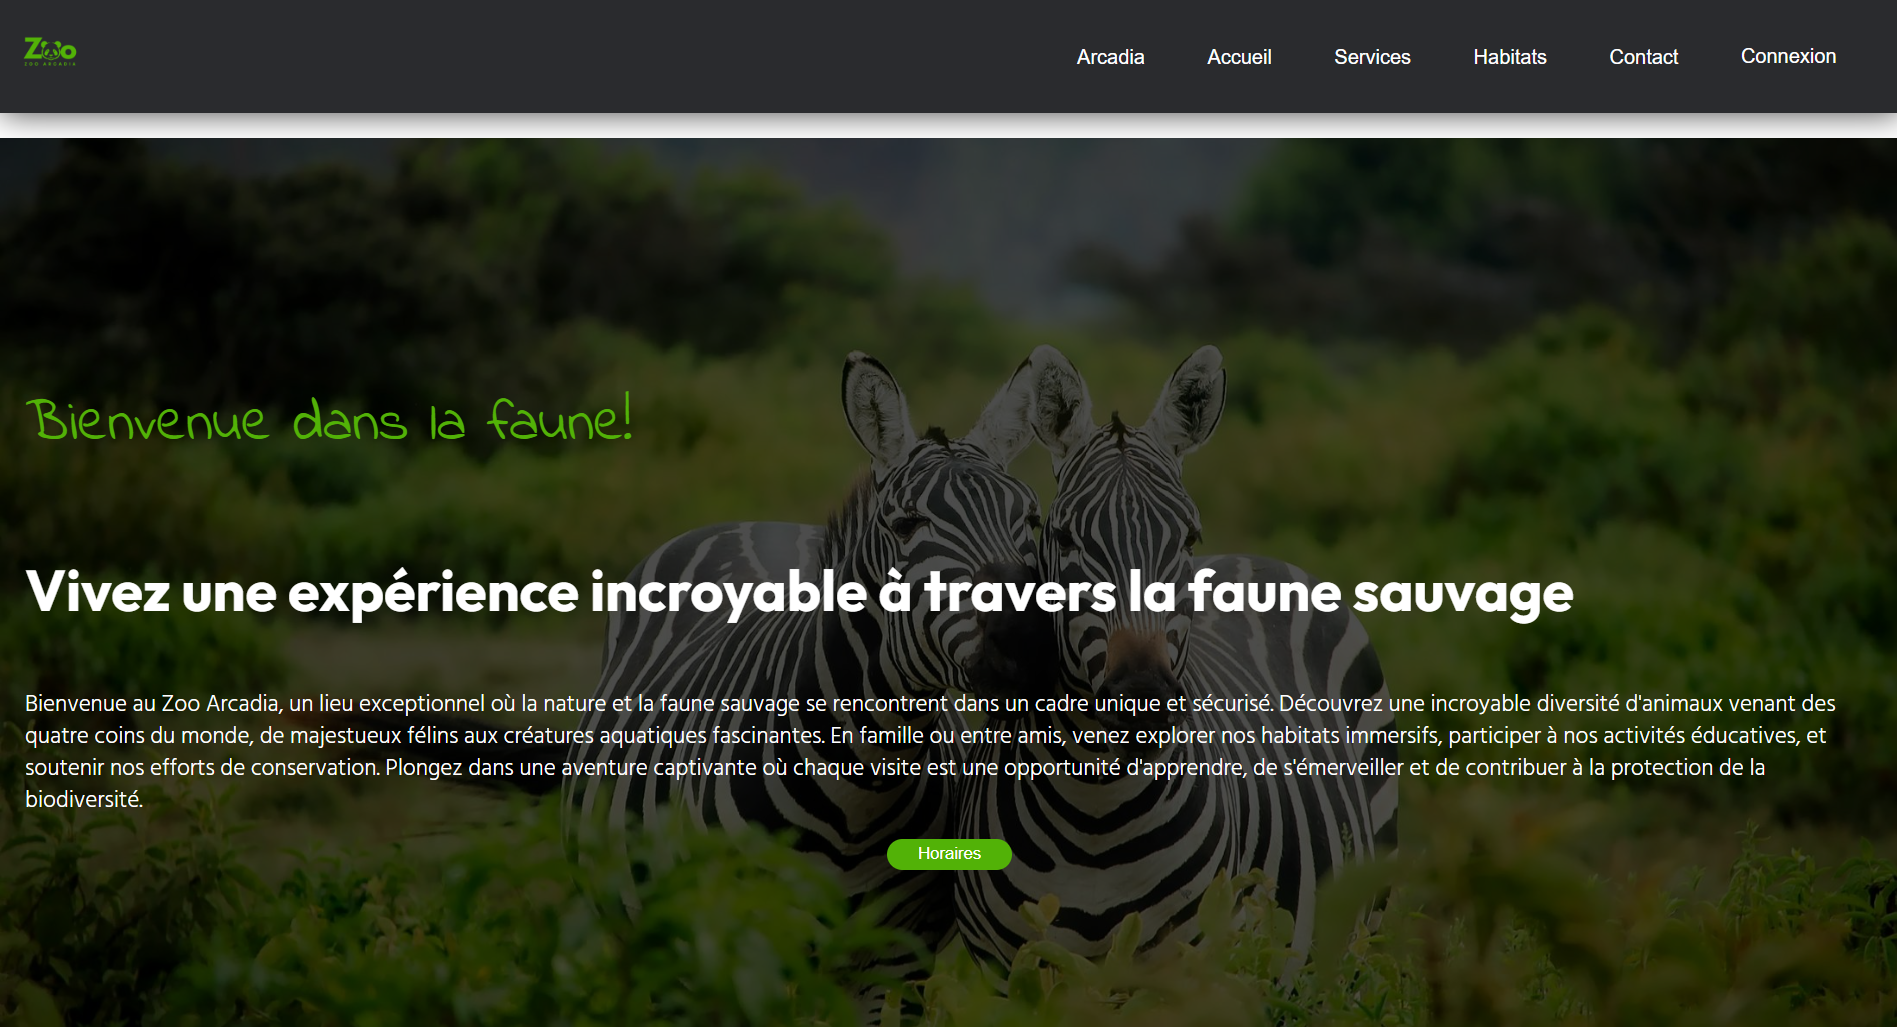 Zoo
ZOO ARCADIA
Arcadia Accueil Services Habitats Contact Connexion
Bienvenue dans la faune!
Vivez une expérience incroyable à travers la faune sauvage
Bienvenue au Zoo Arcadia, un lieu exceptionnel où la nature et la faune sauvage se rencontrent dans un cadre unique et sécurisé. Découvrez une incroyable diversité d'animaux venant des
quatre coins du monde, de majestueux félins aux créatures aquatiques fascinantes. En famille ou entre amis, venez explorer nos habitats immersifs, participer à nos activités éducatives, et
soutenir nos efforts de conservation. Plongez dans une aventure captivante où chaque visite est une opportunité d'apprendre, de s'émerveiller et de contribuer à la protection de la
biodiversité.
Horaires